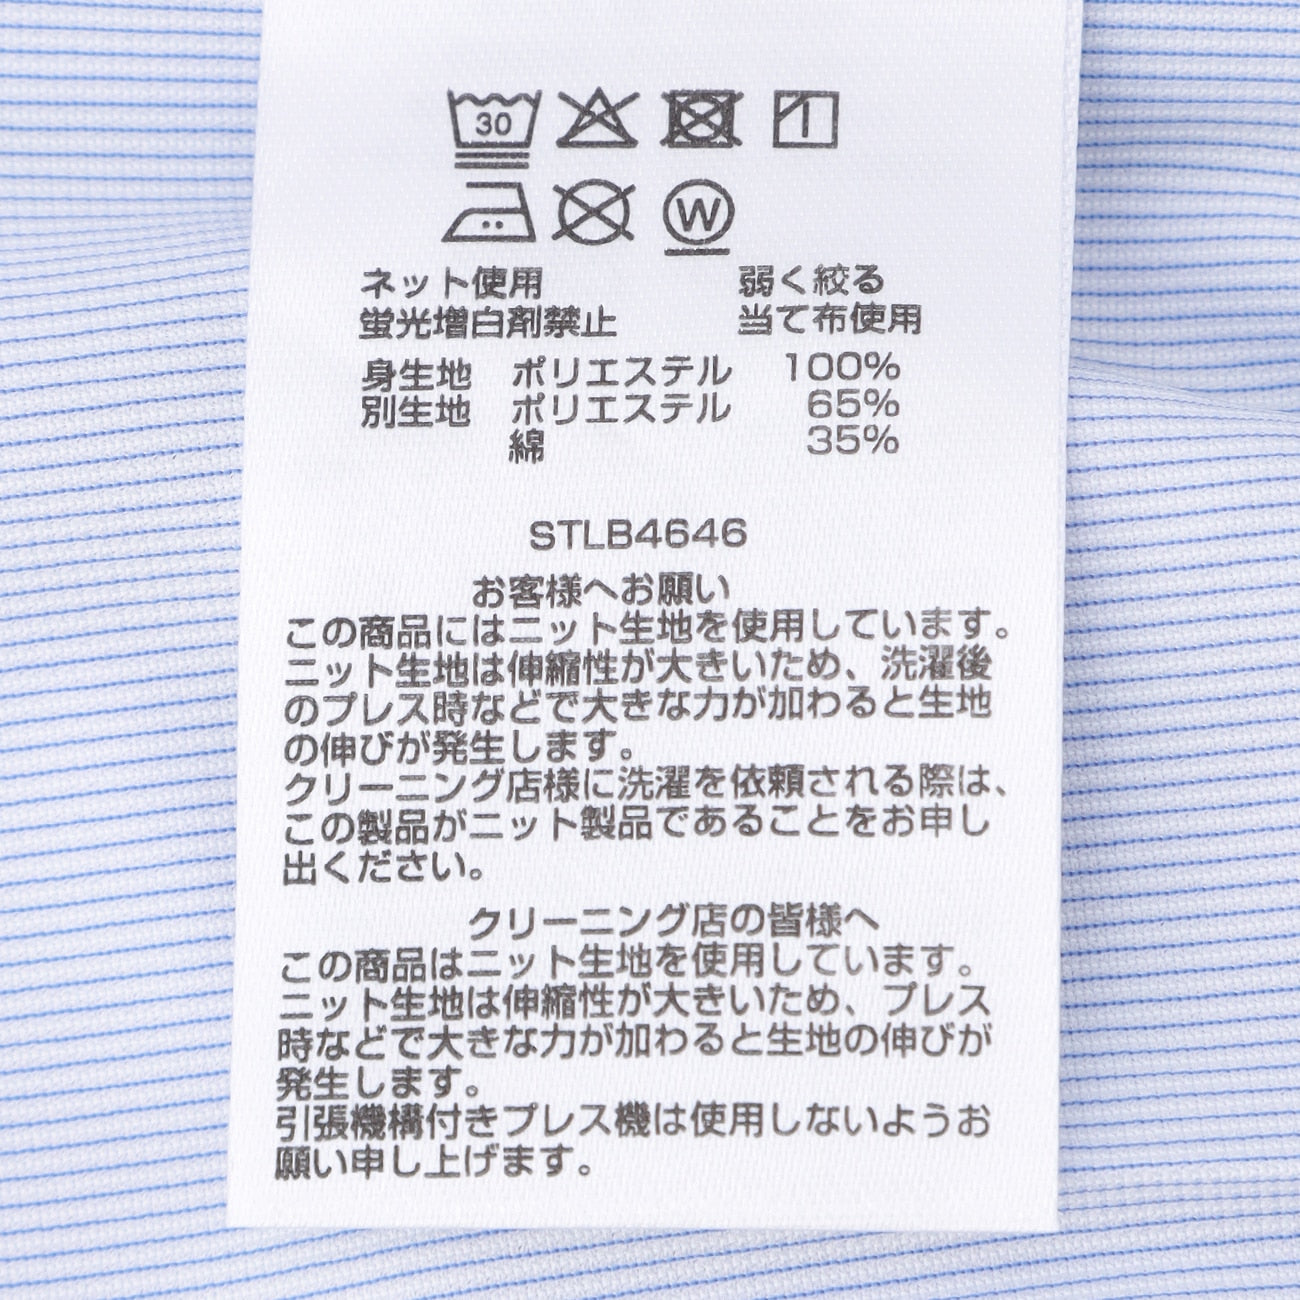 30
W
ネット使用 弱く絞る
蛍光増白剤禁止 当て布使用
身生地 ポリエステル 100%
別生地 ポリエステル 65%
綿 35%
STLB4646
お客様へお願い
この商品にはニット生地を使用しています。
ニット生地は伸縮性が大きいため、洗濯後
のプレス時などで大きな力が加わると生地
の伸びが発生します。
クリーニング店様に洗濯を依頼される際は、
この製品がニット製品であることをお申し
出ください。
クリーニング店の皆様へ
この商品はニット生地を使用しています。
ニット生地は伸縮性が大きいため、プレス
時などで大きな力が加わると生地の伸びが
発生します。
引張機構付きプレス機は使用しないようお
願い申し上げます。